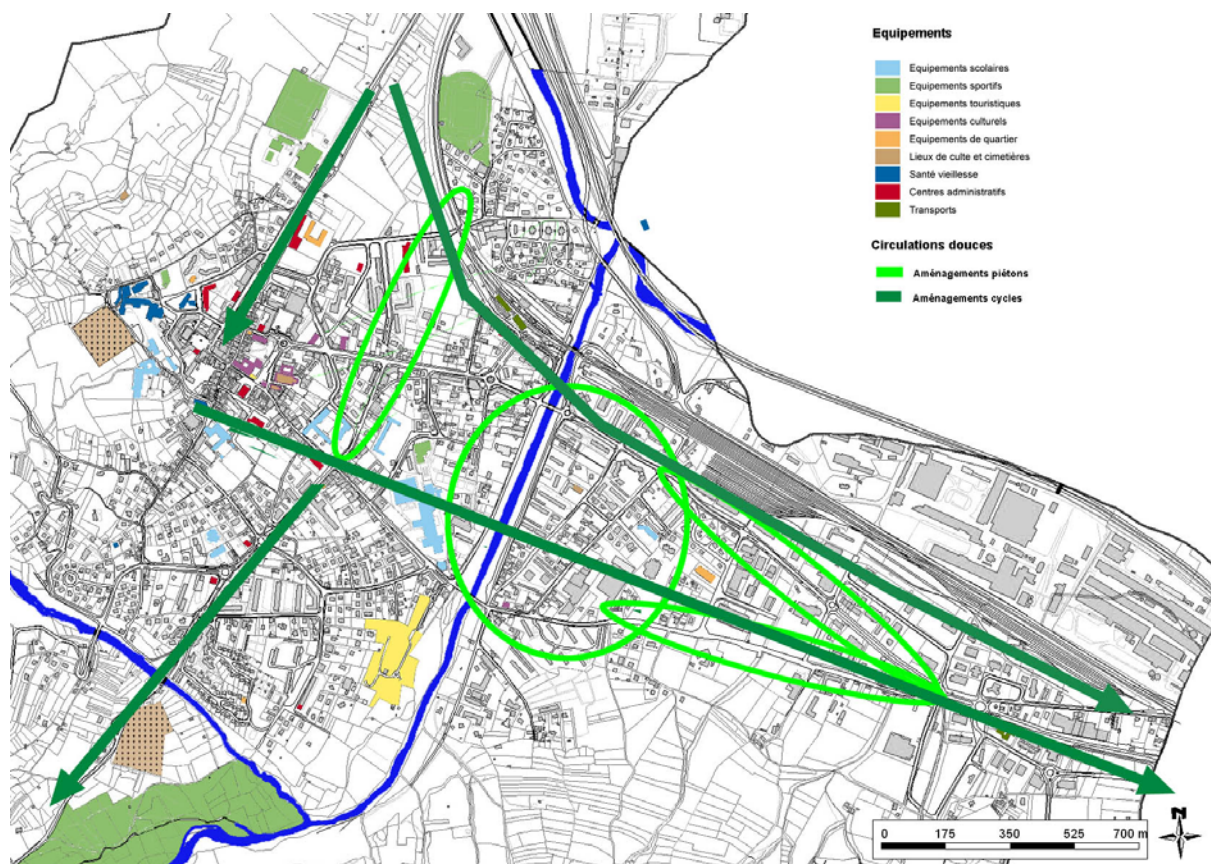 Equipements
Equipements scolaires
Equipements sportifs
Equipements touristiques
Equipements culturels
Equipements de quartier
Lieux de culte et cimetières
Santé vieillesse
Centres administratifs
Transports
Circulations douces
Aménagements piétons
Aménagements cycles
N
0 175 350 525 700 m